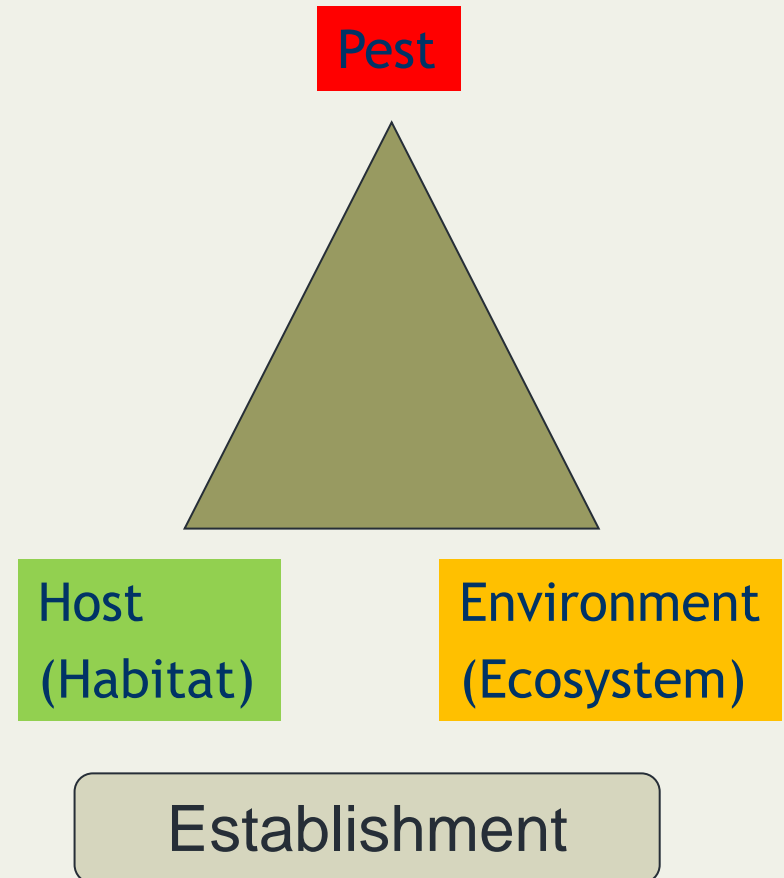 Pest
Host
(Habitat)
Environment
(Ecosystem)
Establishment